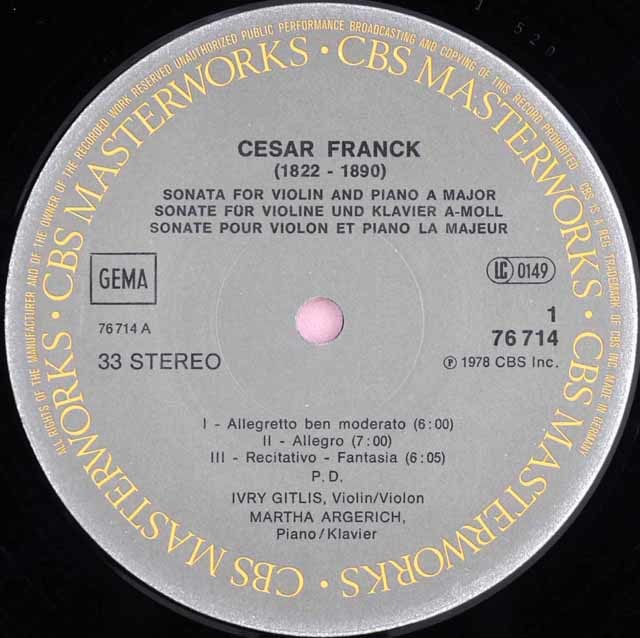 ALL RIGHTS OF THE MANUFACTURER AND OF THE OWNER OF THE RECORDED WORK RESERVED UNAUTHORIZED PUBLIC PERFORMANCE BROADCASTING AND COPYING OF THIS RECORD PROHIBITED CBS IS A REG. TRADEMARK OF CBS INC. MADE IN GERMANY
CBS MASTERWORKS · CBS MASTERWORKS · CBS MASTERWORKS · CBS MASTERWORKS ·
CESAR FRANCK
(1822 - 1890)
SONATA FOR VIOLIN AND PIANO A MAJOR
SONATE FÜR VIOLINE UND KLAVIER A-MOLL
SONATE POUR VIOLON ET PIANO LA MAJEUR
GEMA
LC 0149
76 714 A
1
76 714
33 STEREO
℗ 1978 CBS Inc.
I - Allegretto ben moderato (6:00)
II - Allegro (7:00)
III - Recitativo - Fantasia (6:05)
P.D.
IVRY GITLIS, Violin/Violon
MARTHA ARGERICH,
Piano/Klavier